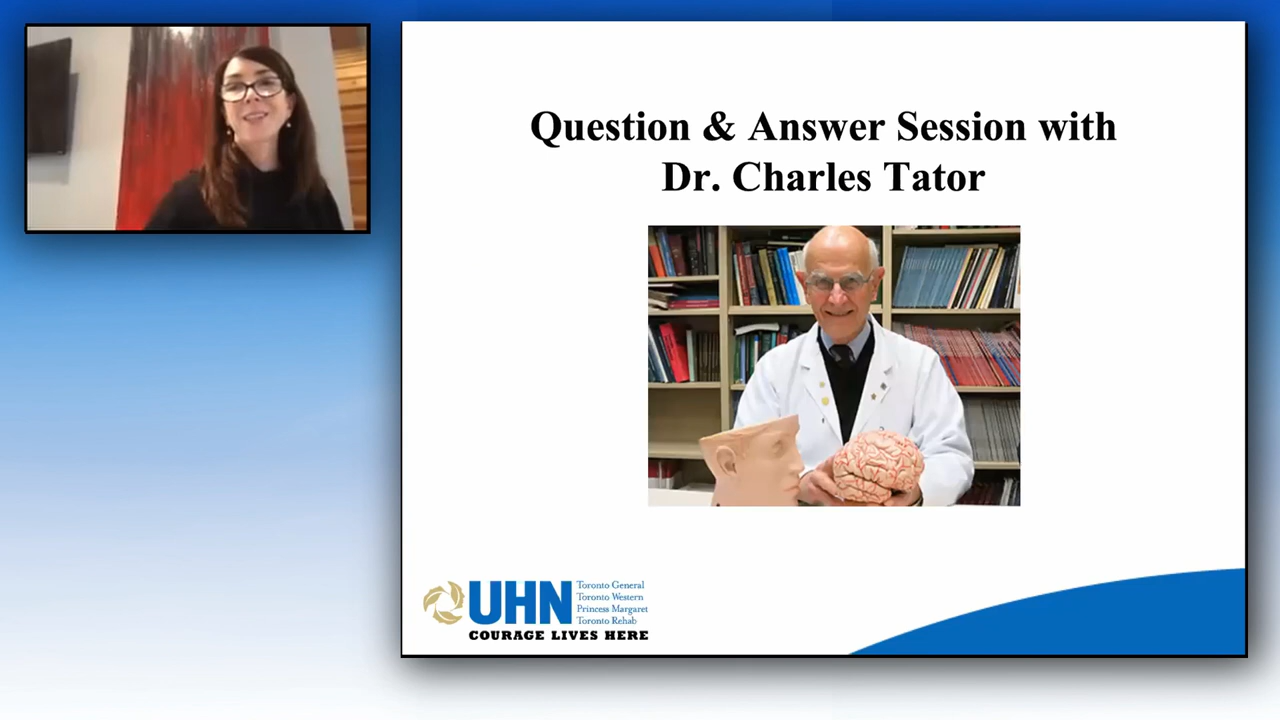 Question & Answer Session with
Dr. Charles Tator
UHN
Toronto General
Toronto Western
Princess Margaret
Toronto Rehab
COURAGE LIVES HERE